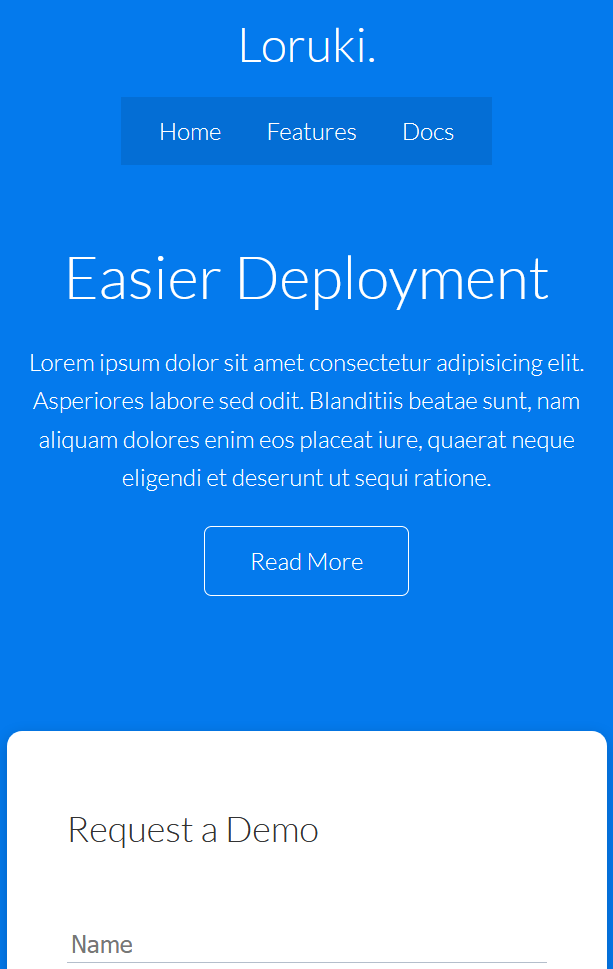 Loruki.
Home Features Docs
Easier Deployment
Lorem ipsum dolor sit amet consectetur adipisicing elit.
Asperiores labore sed odit. Blanditiis beatae sunt, nam
aliquam dolores enim eos placeat iure, quaerat neque
eligendi et deserunt ut sequi ratione.
Read More
Request a Demo
Name